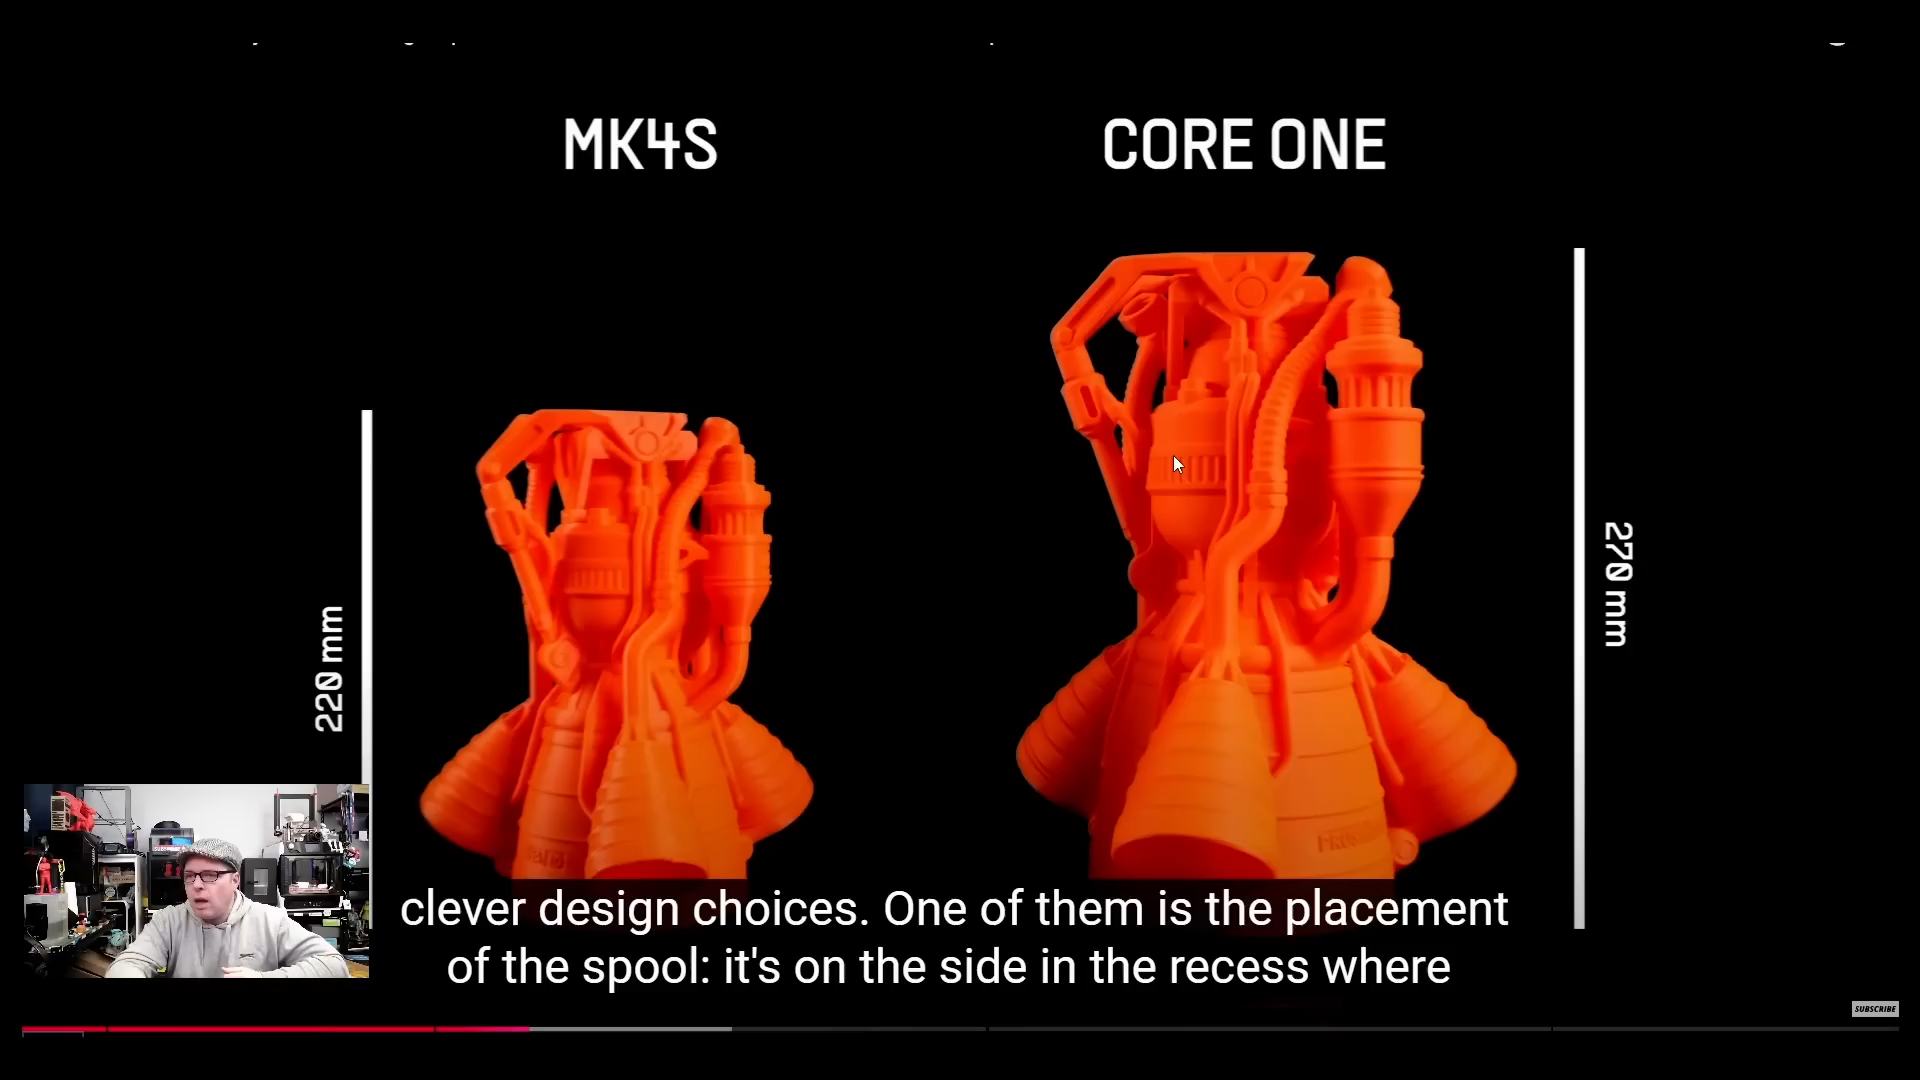 MK4S
CORE ONE
220 mm
270 mm
clever design choices. One of them is the placement
of the spool: it's on the side in the recess where
SUBSCRIBE